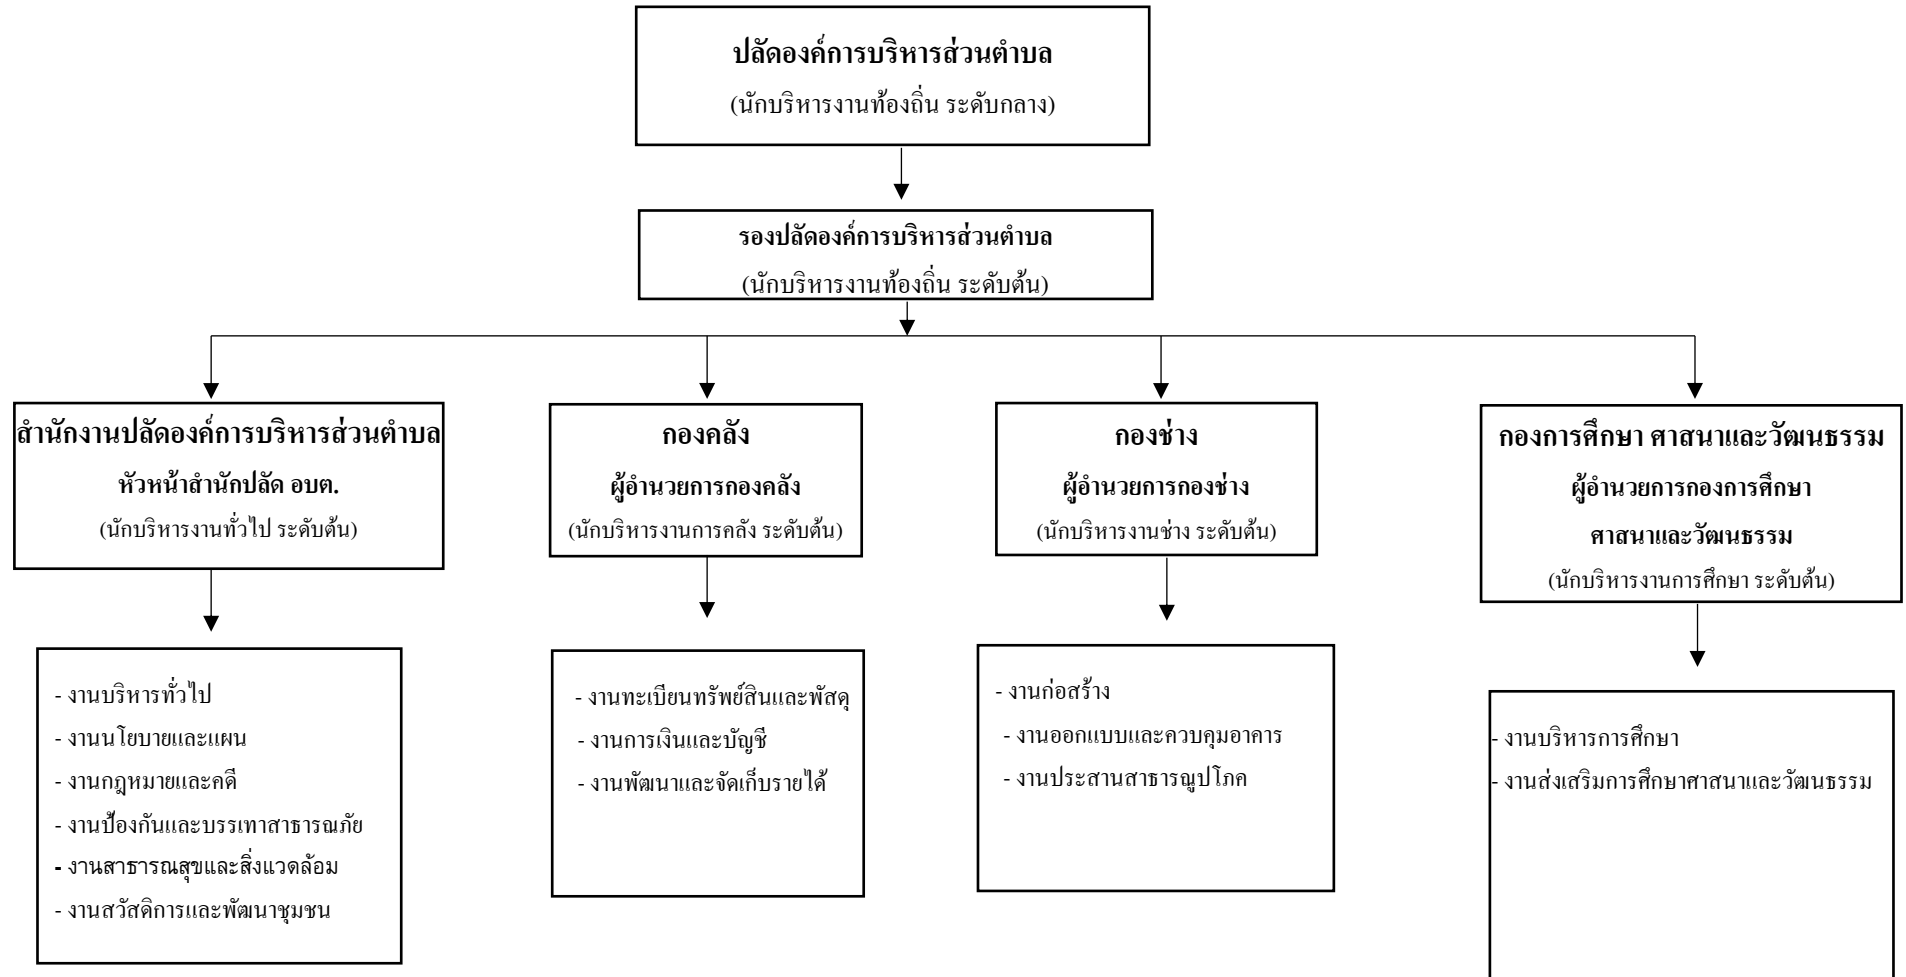 ปลัดองค์การบริหารส่วนตำบล
(นักบริหารงานท้องถิ่น ระดับกลาง)
รองปลัดองค์การบริหารส่วนตำบล
(นักบริหารงานท้องถิ่น ระดับต้น)
สำนักงานปลัดองค์การบริหารส่วนตำบล
หัวหน้าสำนักปลัด อบต.
(นักบริหารงานทั่วไป ระดับต้น)
กองคลัง
ผู้อำนวยการกองคลัง
(นักบริหารงานการคลัง ระดับต้น)
กองช่าง
ผู้อำนวยการกองช่าง
(นักบริหารงานช่าง ระดับต้น)
กองการศึกษา ศาสนาและวัฒนธรรม
ผู้อำนวยการกองการศึกษา
ศาสนาและวัฒนธรรม
(นักบริหารงานการศึกษา ระดับต้น)
- งานบริหารทั่วไป
- งานนโยบายและแผน
- งานกฎหมายและคดี
- งานป้องกันและบรรเทาสาธารณภัย
- งานสาธารณสุขและสิ่งแวดล้อม
- งานสวัสดิการและพัฒนาชุมชน
- งานทะเบียนทรัพย์สินและพัสดุ
- งานการเงินและบัญชี
- งานพัฒนาและจัดเก็บรายได้
- งานก่อสร้าง
- งานออกแบบและควบคุมอาคาร
- งานประสานสาธารณูปโภค
- งานบริหารการศึกษา
- งานส่งเสริมการศึกษาศาสนาและวัฒนธรรม